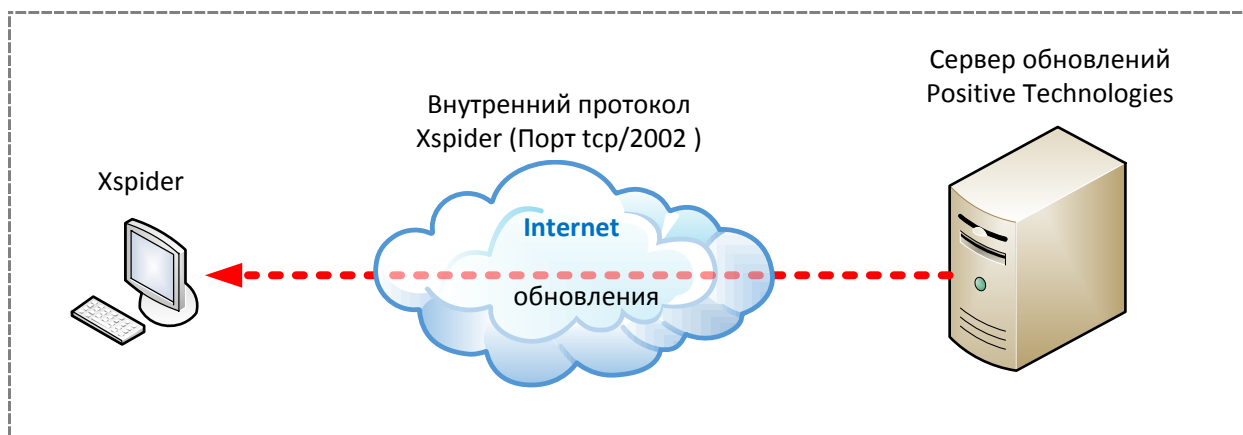 Сервер обновлений
Positive Technologies
Внутренний протокол
Xspider (Порт tcp/2002 )
Xspider
Internet
обновления